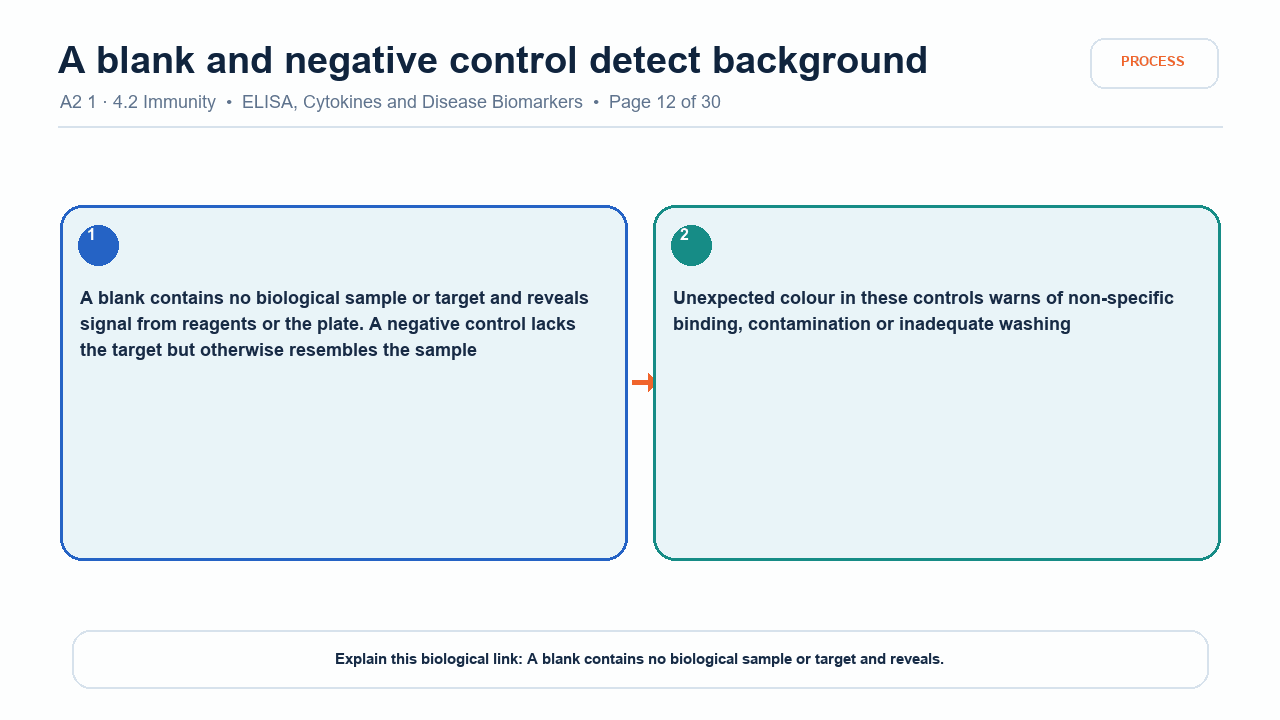 A blank and negative control detect background
PROCESS
A2 1 · 4.2 Immunity • ELISA, Cytokines and Disease Biomarkers • Page 12 of 30
1
A blank contains no biological sample or target and reveals
signal from reagents or the plate. A negative control lacks
the target but otherwise resembles the sample
2
Unexpected colour in these controls warns of non-specific
binding, contamination or inadequate washing
Explain this biological link: A blank contains no biological sample or target and reveals.